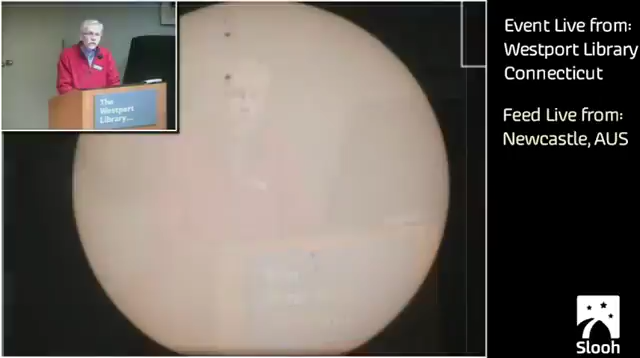 The
Westport
Library...
Event Live from:
Westport Library
Connecticut
Feed Live from:
Newcastle, AUS
Slooh